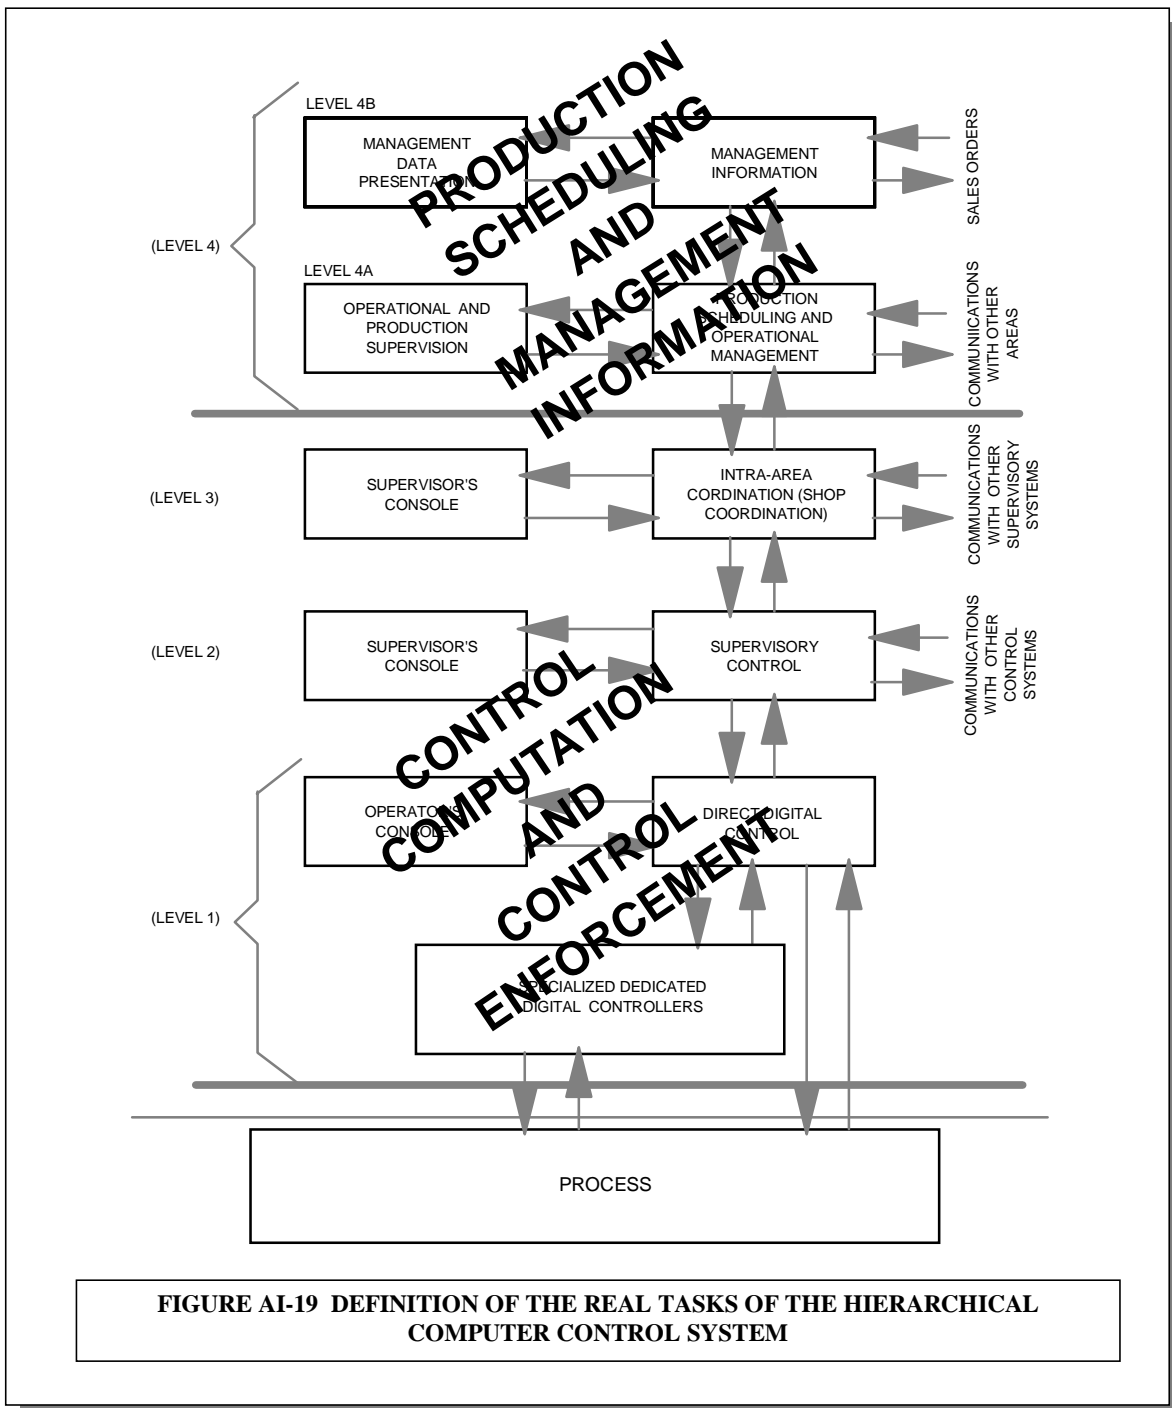 LEVEL 4B
MANAGEMENT
DATA
PRESENTATION
MANAGEMENT
INFORMATION
SALES ORDERS
(LEVEL 4)
LEVEL 4A
OPERATIONAL AND
PRODUCTION
SUPERVISION
PRODUCTION
SCHEDULING AND
OPERATIONAL
MANAGEMENT
COMMUNIICATIONS
WITH OTHER
AREAS
PRODUCTION
SCHEDULING
AND
MANAGEMENT
INFORMATION
(LEVEL 3)
SUPERVISOR'S
CONSOLE
INTRA-AREA
CORDINATION (SHOP
COORDINATION)
COMMUNICATIONS
WITH OTHER
SUPERVISORY
SYSTEMS
(LEVEL 2)
SUPERVISOR'S
CONSOLE
SUPERVISORY
CONTROL
COMMUNICATIONS
WITH OTHER
CONTROL
SYSTEMS
CONTROL
COMPUTATION
AND
CONTROL
ENFORCEMENT
OPERATOR'S
CONSOLE
DIRECT DIGITAL
CONTROL
(LEVEL 1)
SPECIALIZED DEDICATED
DIGITAL CONTROLLERS
PROCESS
FIGURE AI-19 DEFINITION OF THE REAL TASKS OF THE HIERARCHICAL
COMPUTER CONTROL SYSTEM